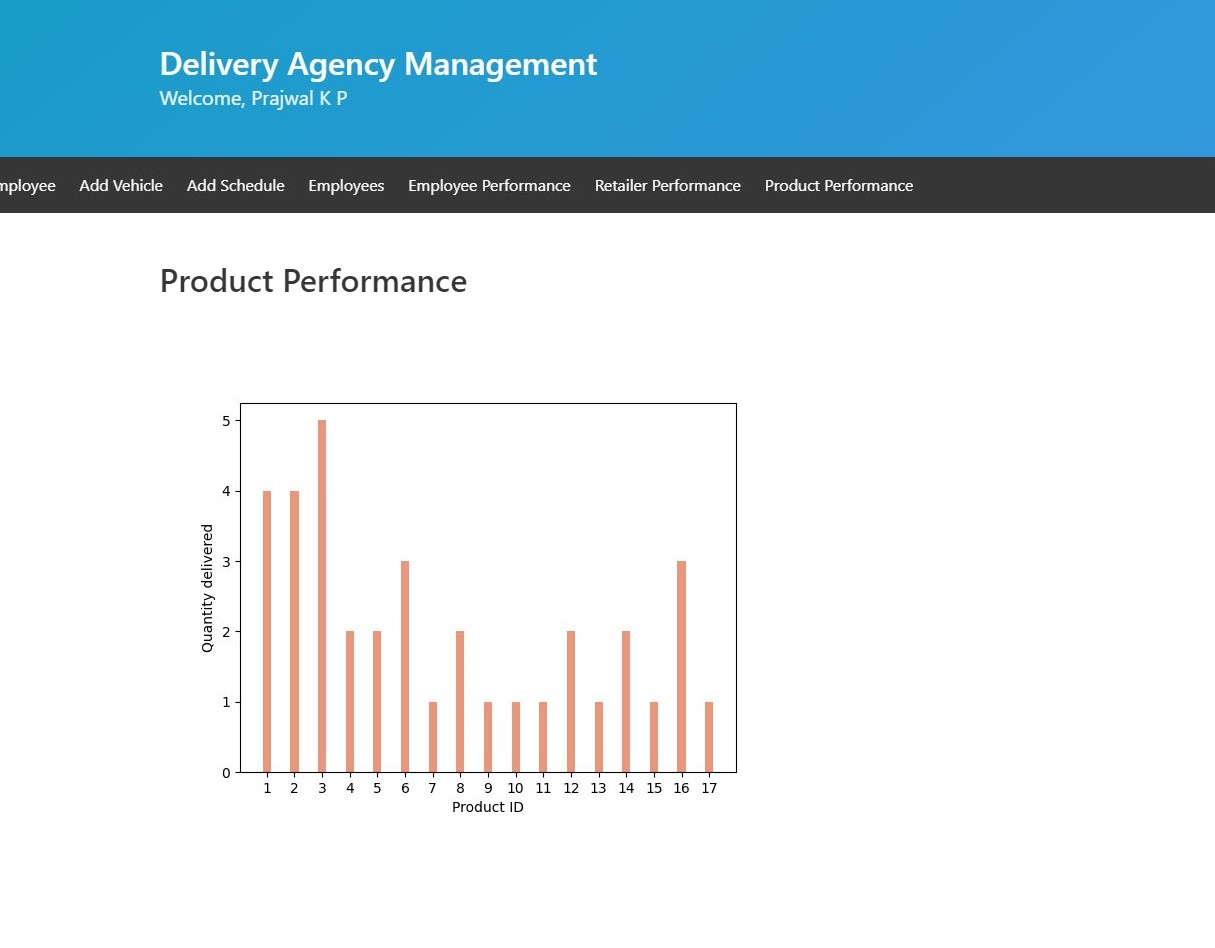 Delivery Agency Management
Welcome, Prajwal K P
mployee Add Vehicle Add Schedule Employees Employee Performance Retailer Performance Product Performance
Product Performance
5
4
3
2
1
0
Quantity delivered
1 2 3 4 5 6 7 8 9 10 11 12 13 14 15 16 17
Product ID